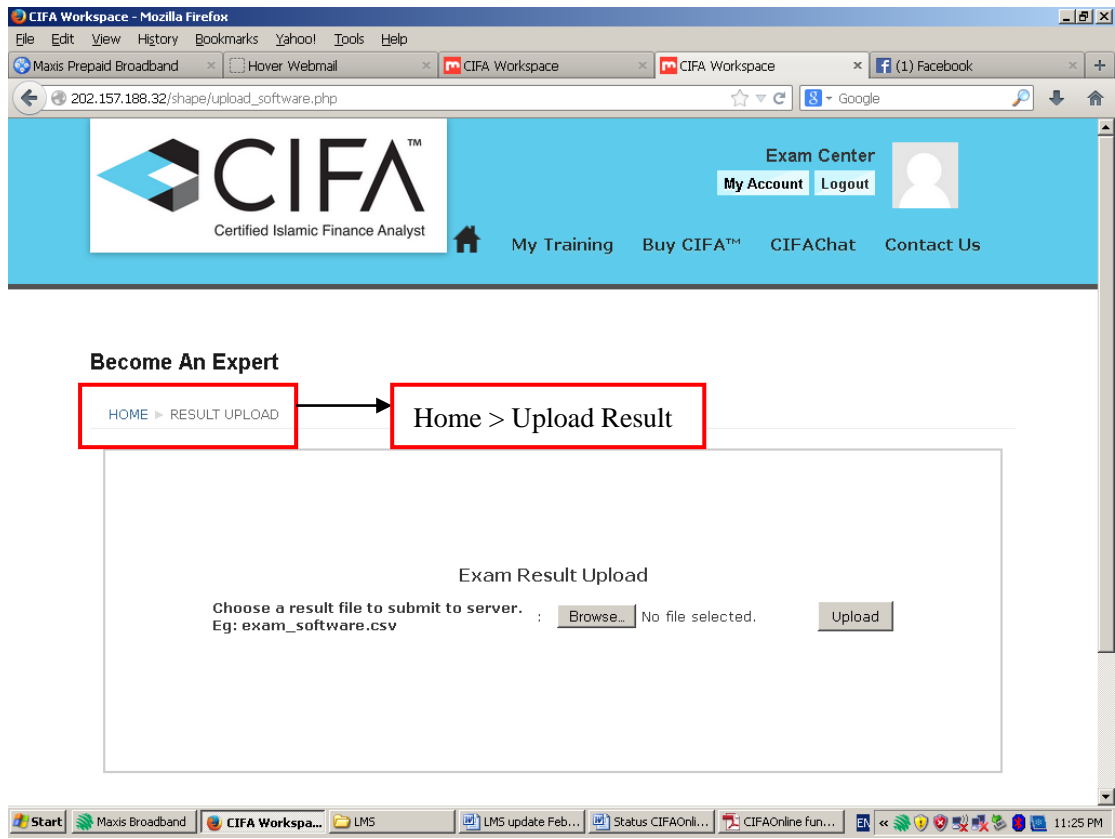 CIFA Workspace - Mozilla Firefox
File Edit View History Bookmarks Yahoo! Tools Help
Maxis Prepaid Broadband Hover Webmail CIFA Workspace CIFA Workspace (1) Facebook
202.157.188.32/shape/upload_software.php Google
CIFA™
Certified Islamic Finance Analyst
Exam Center
My Account Logout
My Training Buy CIFA™ CIFAChat Contact Us
Become An Expert
HOME RESULT UPLOAD
Home > Upload Result
Exam Result Upload
Choose a result file to submit to server. : Browse... No file selected. Upload
Eg: exam_software.csv
Start Maxis Broadband CIFA Workspa... LMS LMS update Feb... Status CIFAOnli... CIFAOnline fun... EN « 11:25 PM